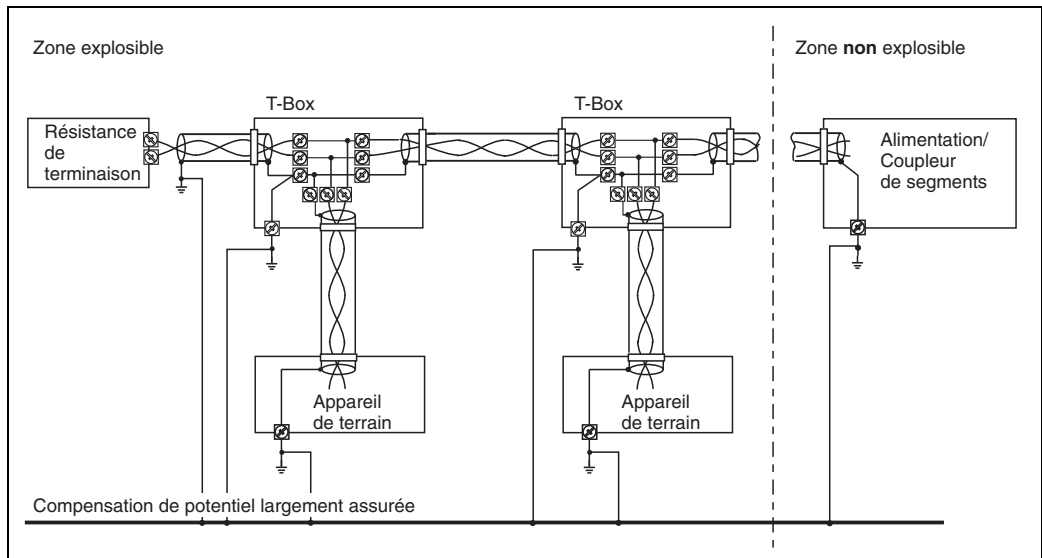 Zone explosible
Zone non explosible
T-Box
T-Box
Résistance
de
terminaison
Alimentation/
Coupleur
de segments
Appareil
de terrain
Appareil
de terrain
Compensation de potentiel largement assurée